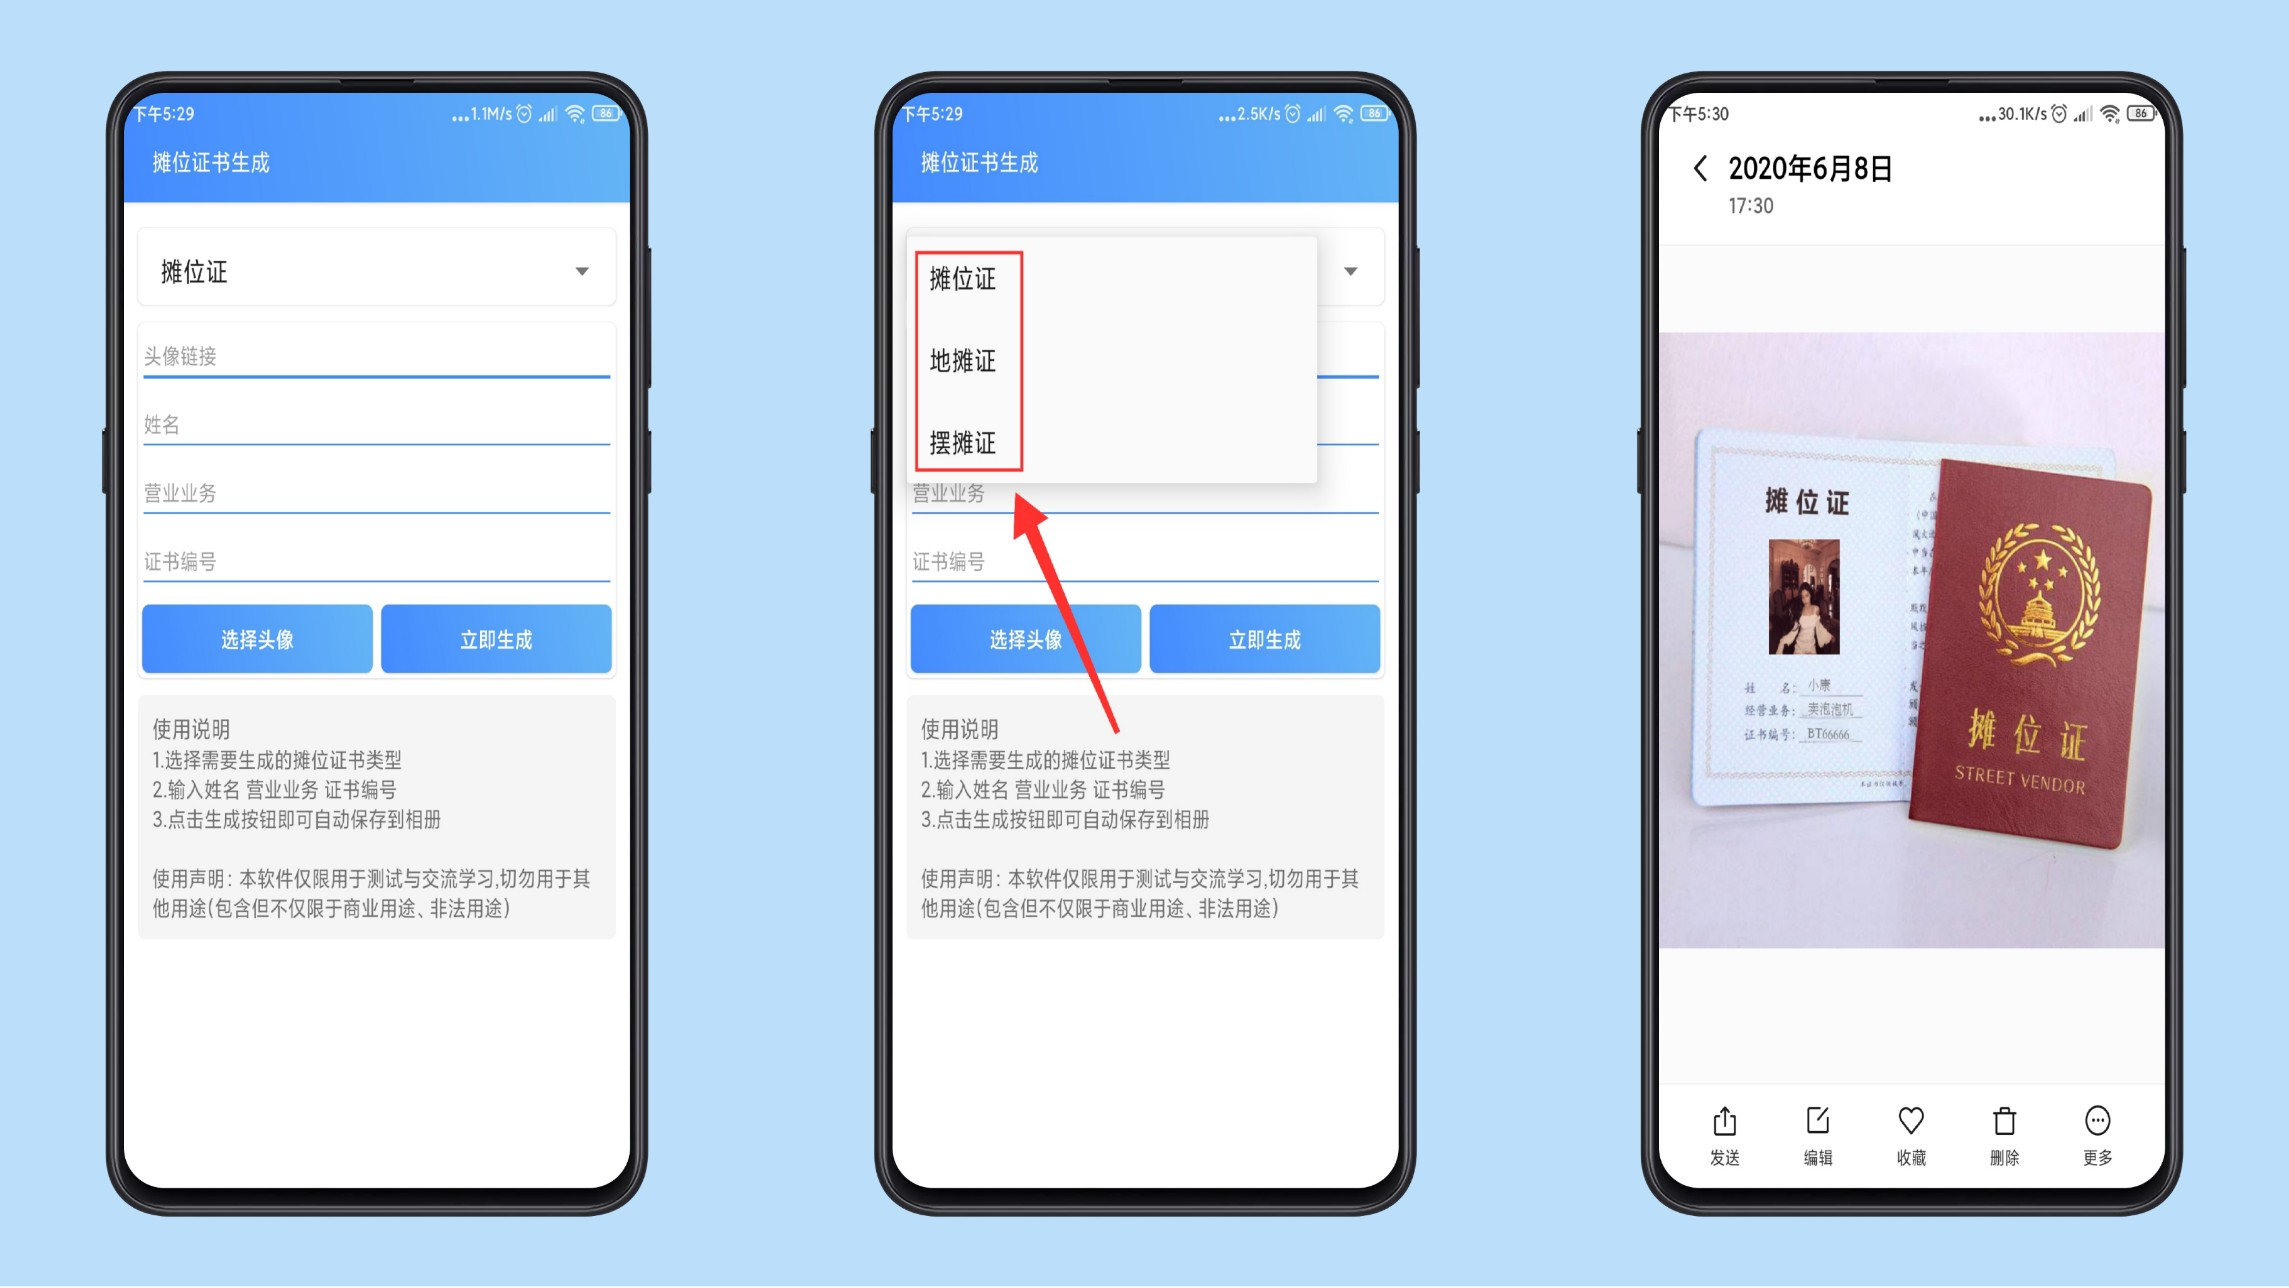 下午5:29
...1.1M/s
86
摊位证书生成
摊位证
头像链接
姓名
营业业务
证书编号
选择头像
立即生成
使用说明
1.选择需要生成的摊位证书类型
2.输入姓名 营业业务 证书编号
3.点击生成按钮即可自动保存到相册
使用声明: 本软件仅限用于测试与交流学习,切勿用于其
他用途(包含但不仅限于商业用途、非法用途)
下午5:29
...2.5K/s
86
摊位证书生成
摊位证
地摊证
摆摊证
营业业务
证书编号
选择头像
立即生成
使用说明
1.选择需要生成的摊位证书类型
2.输入姓名 营业业务 证书编号
3.点击生成按钮即可自动保存到相册
使用声明: 本软件仅限用于测试与交流学习,切勿用于其
他用途(包含但不仅限于商业用途、非法用途)
下午5:30
...30.1K/s
86
2020年6月8日
17:30
摊位证
姓 名: 小康
经营业务: 卖泡泡机
证书编号: BT66666
摊位证
STREET VENDOR
发送
编辑
收藏
删除
更多